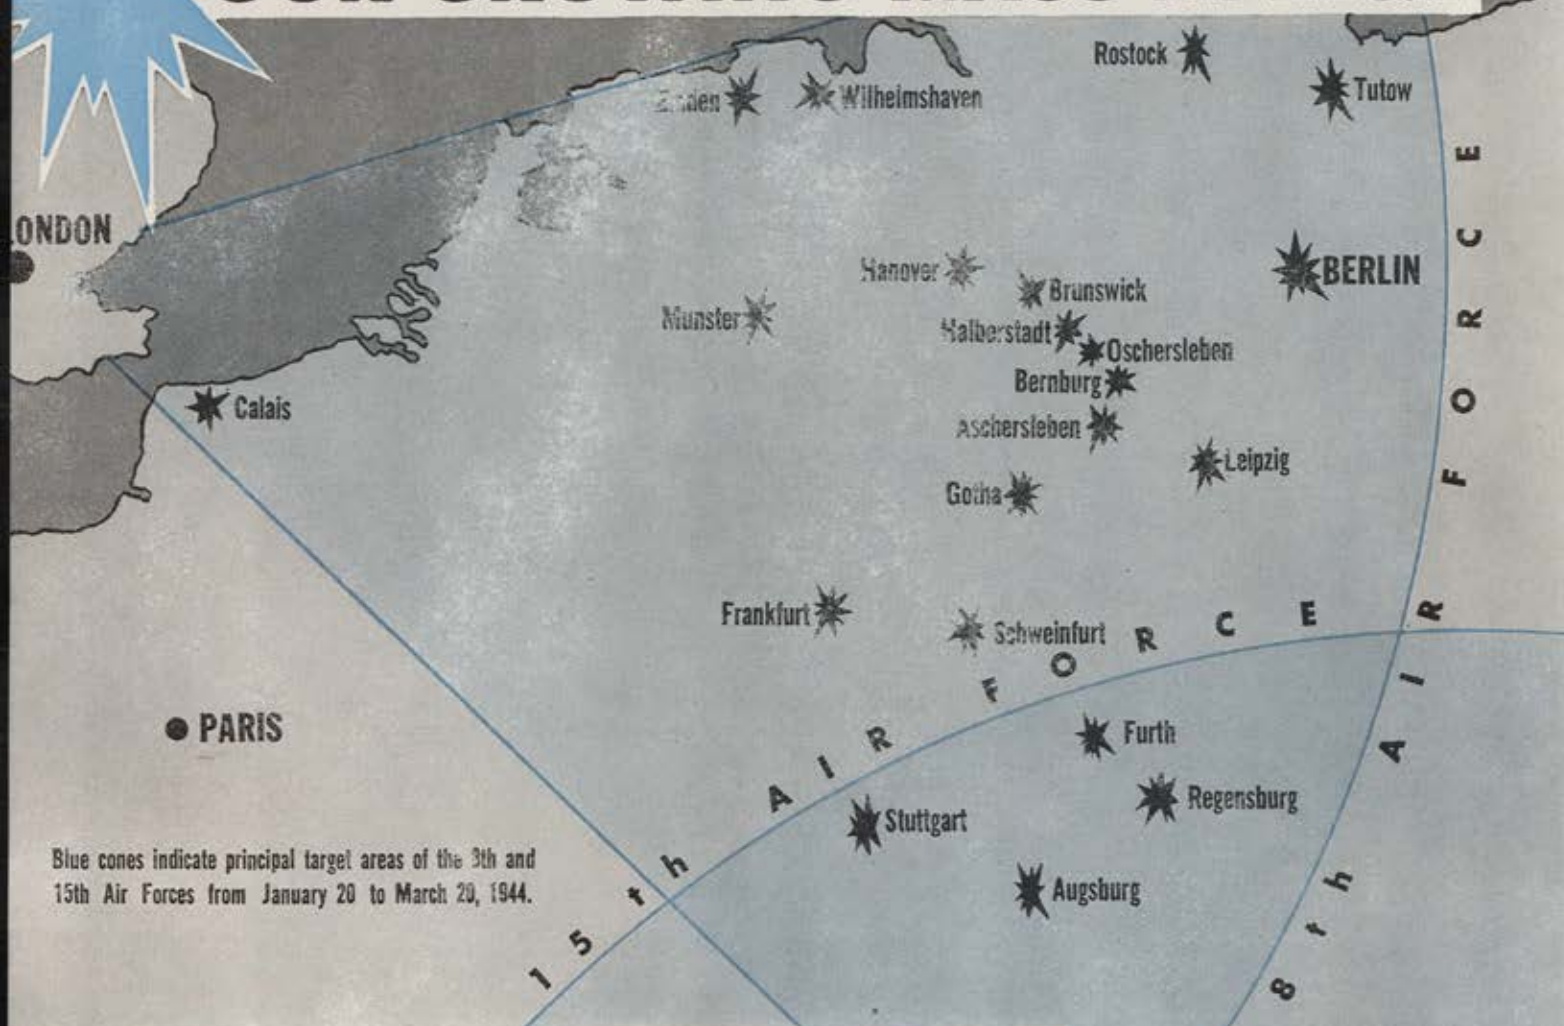 ONDON
Rostock
Tutow
Wilhelmshaven
BERLIN
Hanover
Brunswick
Munster
Halberstadt
Oschersleben
Bernburg
Aschersleben
Calais
Leipzig
Gotha
Frankfurt
Schweinfurt
PARIS
Furth
Regensburg
Stuttgart
Augsburg
15th AIR FORCE
8th AIR FORCE
Blue cones indicate principal target areas of the 8th and
15th Air Forces from January 20 to March 20, 1944.